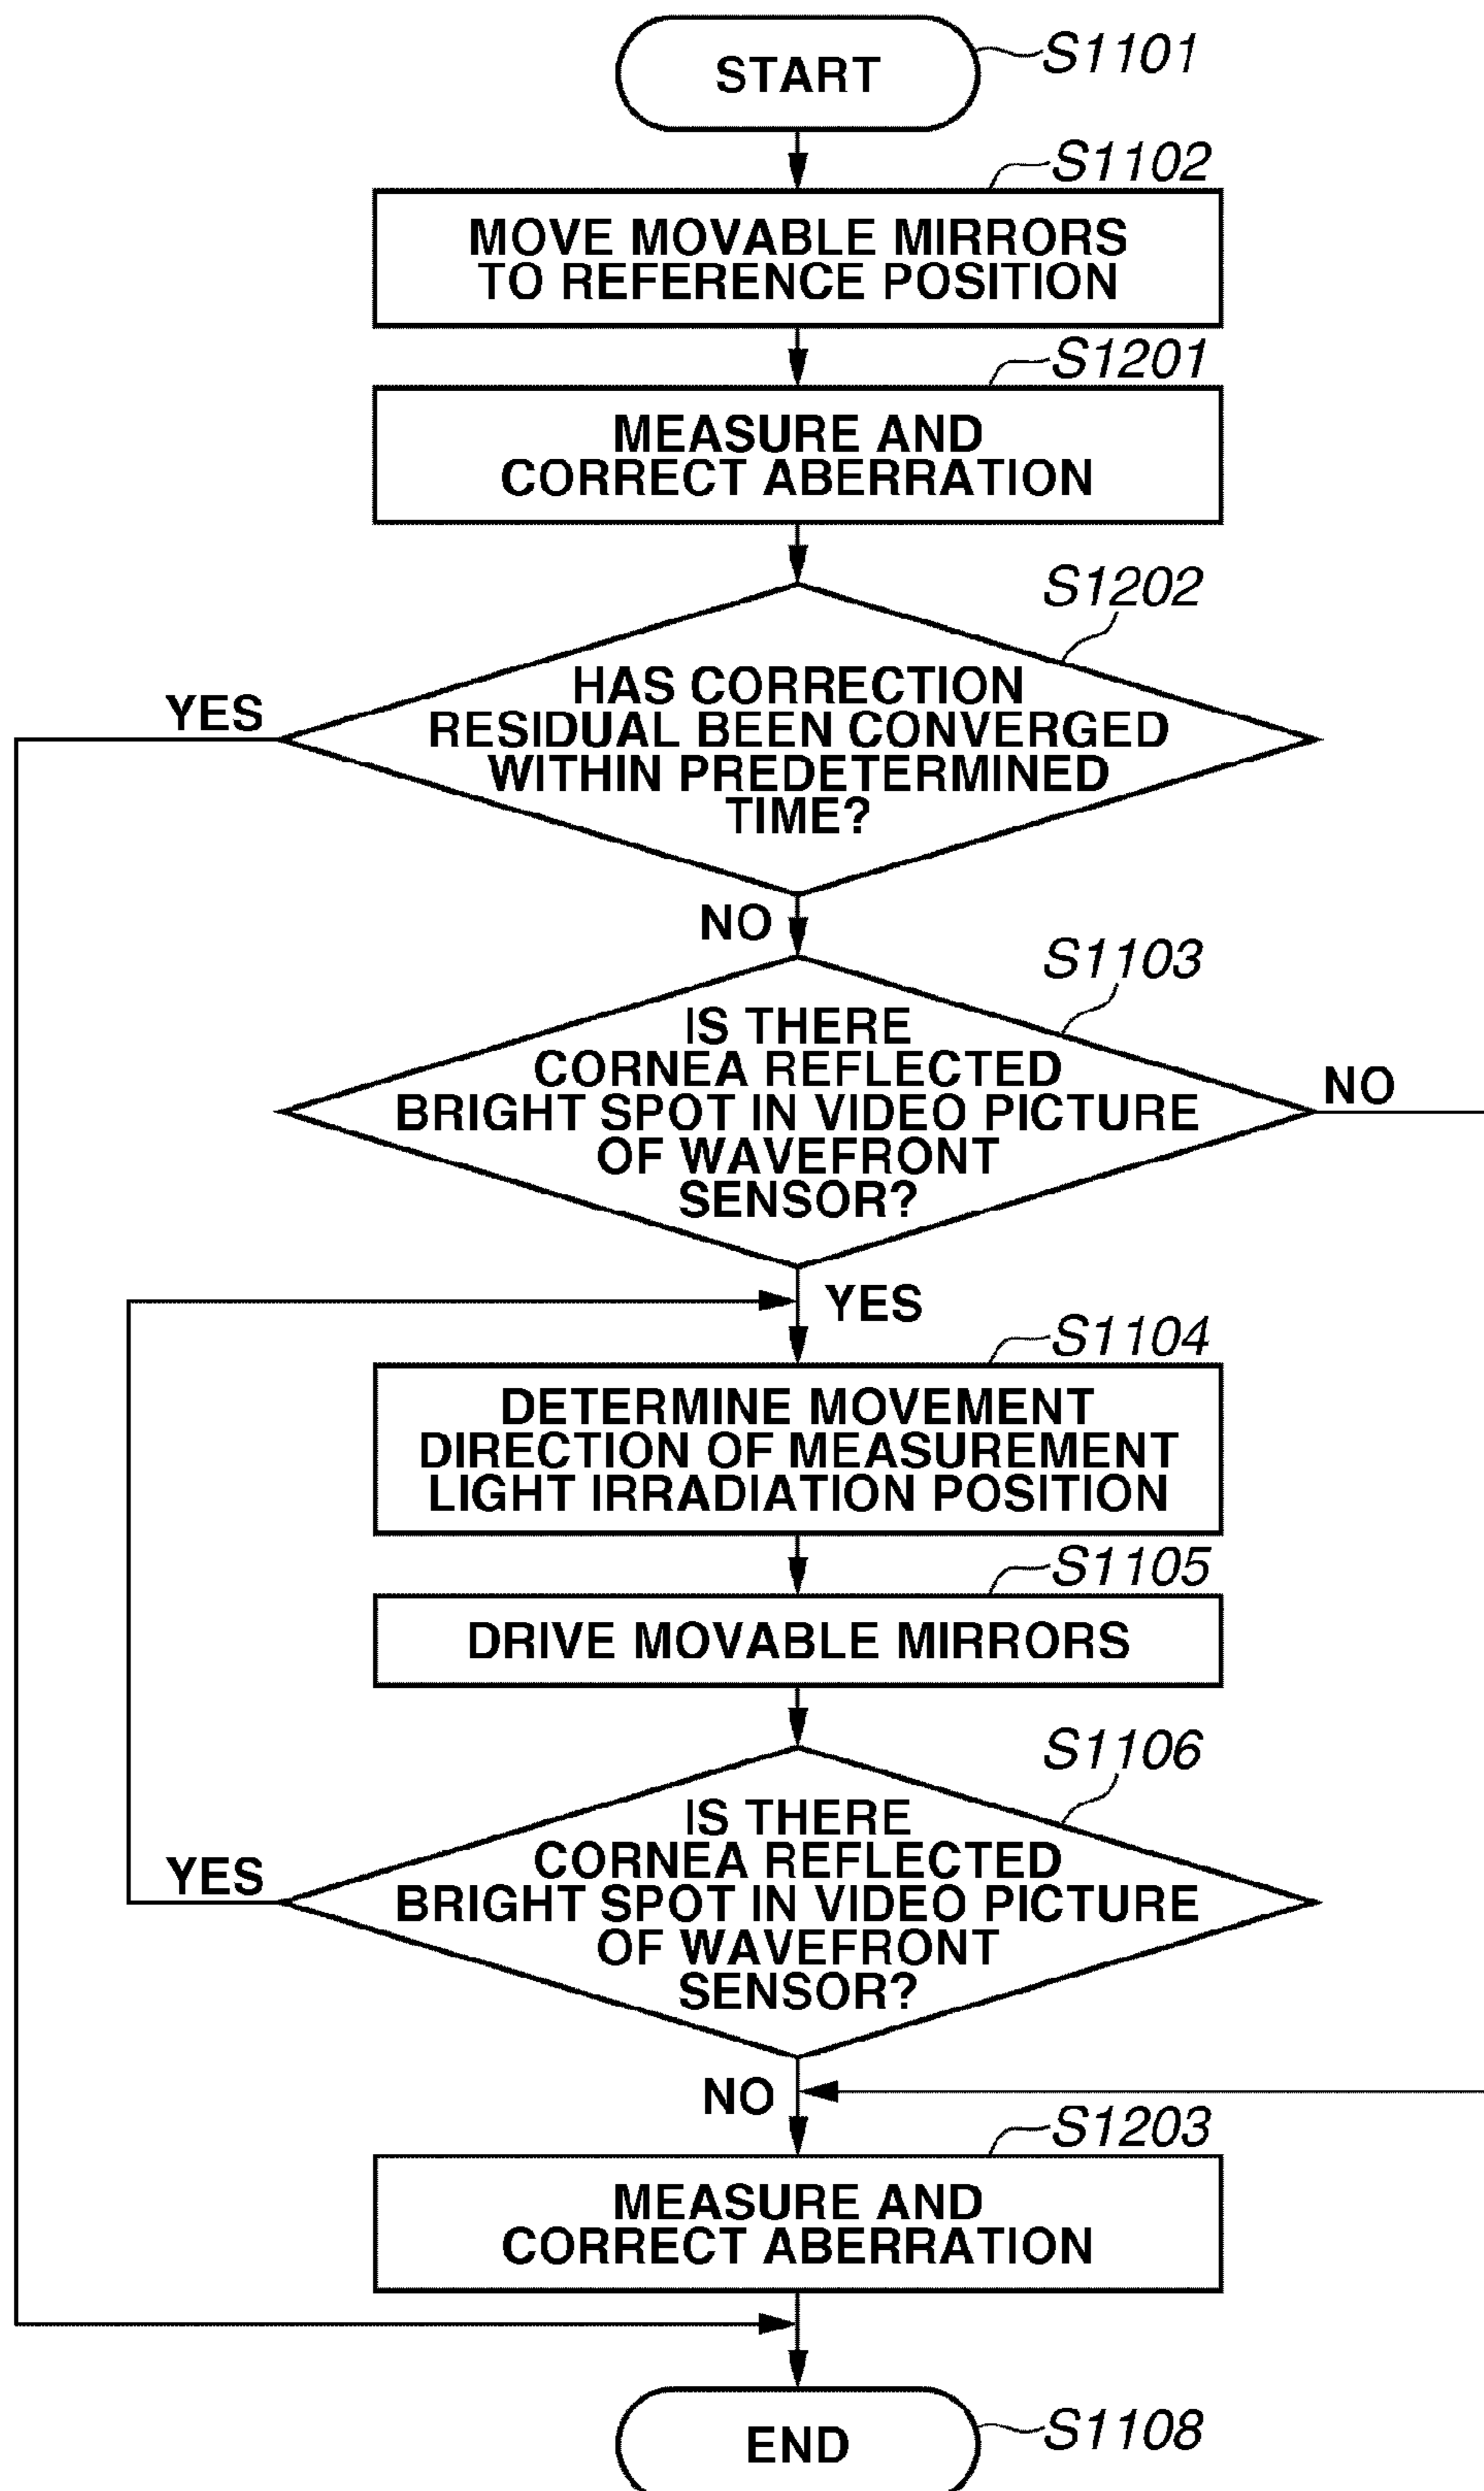 START
S1101
S1102
MOVE MOVABLE MIRRORS
TO REFERENCE POSITION
S1201
MEASURE AND
CORRECT ABERRATION
S1202
HAS CORRECTION
RESIDUAL BEEN CONVERGED
WITHIN PREDETERMINED
TIME?
YES
NO
S1103
IS THERE
CORNEA REFLECTED
BRIGHT SPOT IN VIDEO PICTURE
OF WAVEFRONT
SENSOR?
NO
YES
S1104
DETERMINE MOVEMENT
DIRECTION OF MEASUREMENT
LIGHT IRRADIATION POSITION
S1105
DRIVE MOVABLE MIRRORS
S1106
IS THERE
CORNEA REFLECTED
BRIGHT SPOT IN VIDEO PICTURE
OF WAVEFRONT
SENSOR?
YES
NO
S1203
MEASURE AND
CORRECT ABERRATION
END
S1108